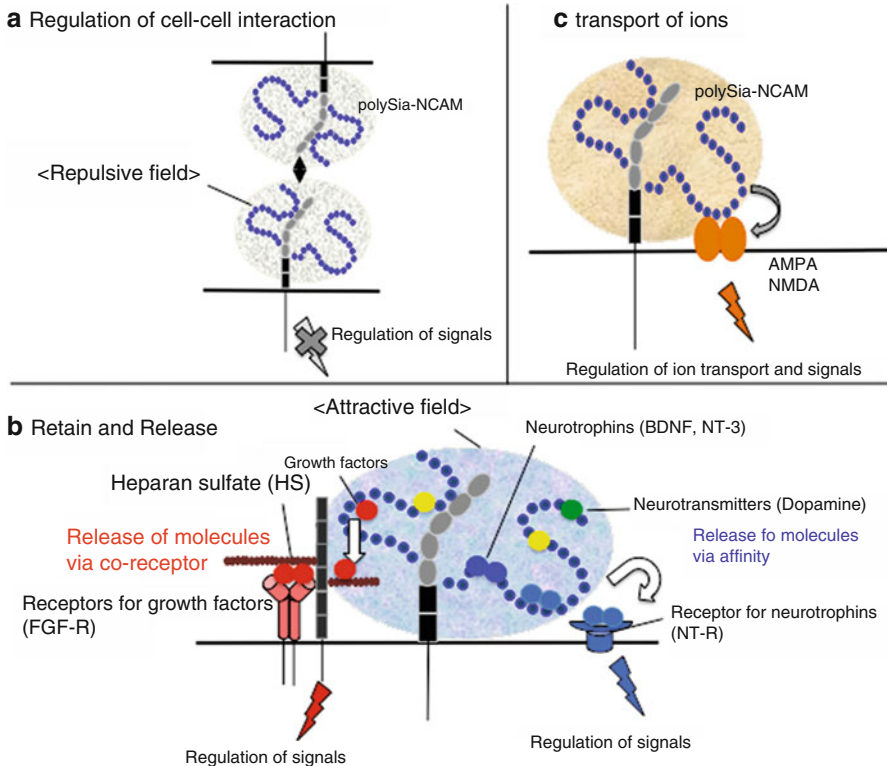 a Regulation of cell-cell interaction
polySia-NCAM
<Repulsive field>
Regulation of signals
c transport of ions
polySia-NCAM
AMPA
NMDA
Regulation of ion transport and signals
b Retain and Release
<Attractive field>
Neurotrophins (BDNF, NT-3)
Growth factors
Heparan sulfate (HS)
Neurotransmitters (Dopamine)
Release of molecules
via co-receptor
Release fo molecules
via affinity
Receptors for growth factors
(FGF-R)
Receptor for neurotrophins
(NT-R)
Regulation of signals
Regulation of signals